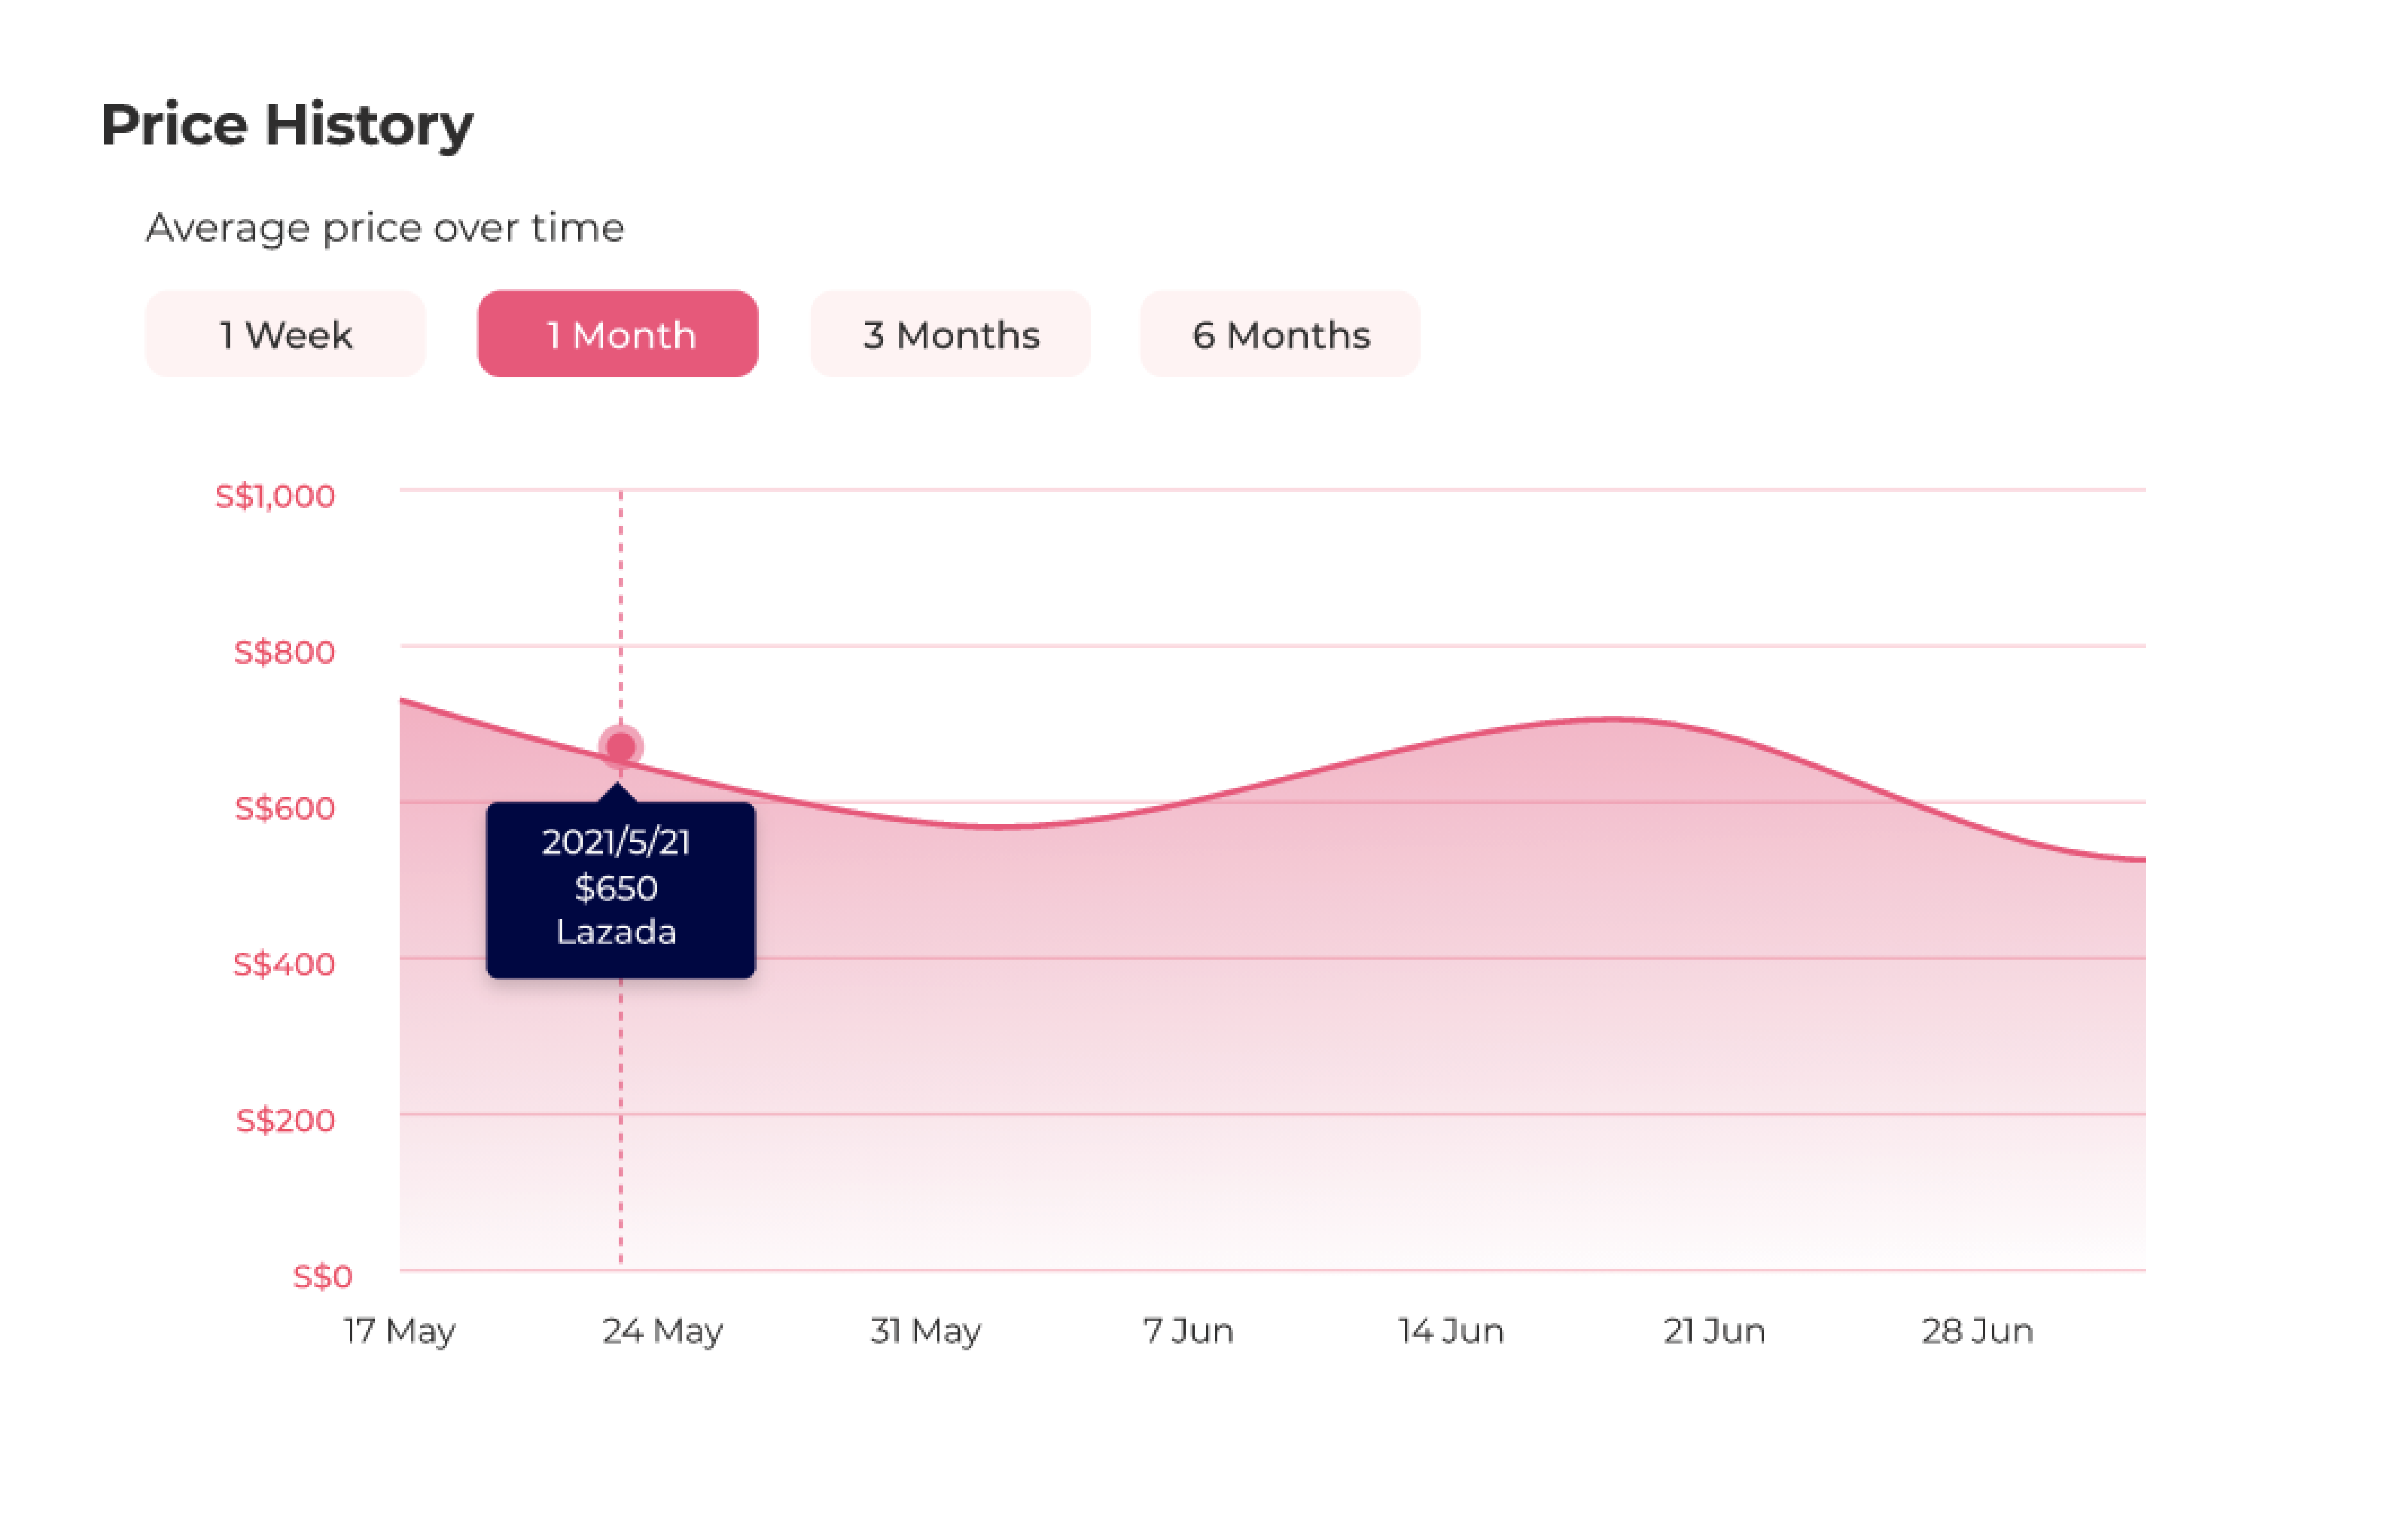 Price History
Average price over time
1 Week
1 Month
3 Months
6 Months
S$1,000
S$800
S$600
S$400
S$200
S$0
2021/5/21
$650
Lazada
17 May
24 May
31 May
7 Jun
14 Jun
21 Jun
28 Jun